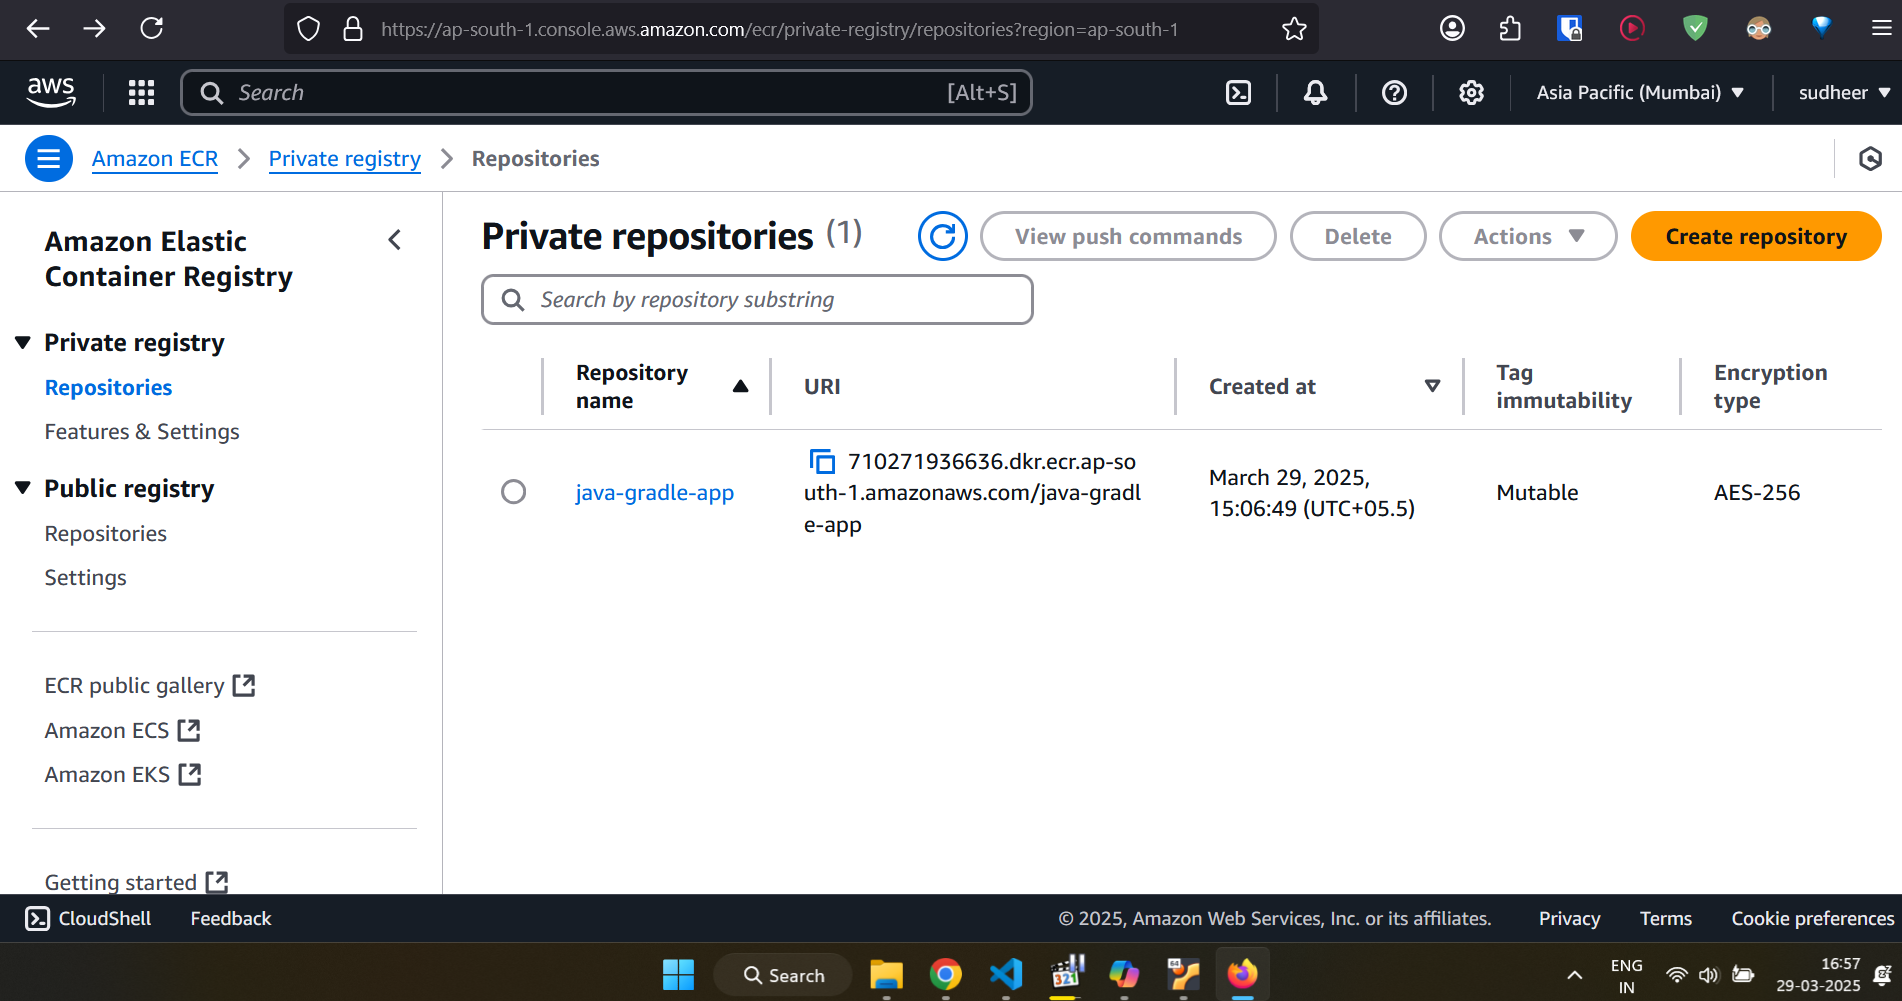 https://ap-south-1.console.aws.amazon.com/ecr/private-registry/repositories?region=ap-south-1
aws
Search
[Alt+S]
Asia Pacific (Mumbai)
sudheer
Amazon ECR
Private registry
Repositories
Amazon Elastic
Container Registry
Private registry
Repositories
Features & Settings
Public registry
Repositories
Settings
ECR public gallery
Amazon ECS
Amazon EKS
Getting started
Private repositories (1)
View push commands
Delete
Actions
Create repository
Search by repository substring
Repository
name
URI
Created at
Tag
immutability
Encryption
type
java-gradle-app
710271936636.dkr.ecr.ap-so
uth-1.amazonaws.com/java-gradl
e-app
March 29, 2025,
15:06:49 (UTC+05.5)
Mutable
AES-256
CloudShell
Feedback
© 2025, Amazon Web Services, Inc. or its affiliates.
Privacy
Terms
Cookie preferences
Search
321
64
ENG
IN
16:57
29-03-2025